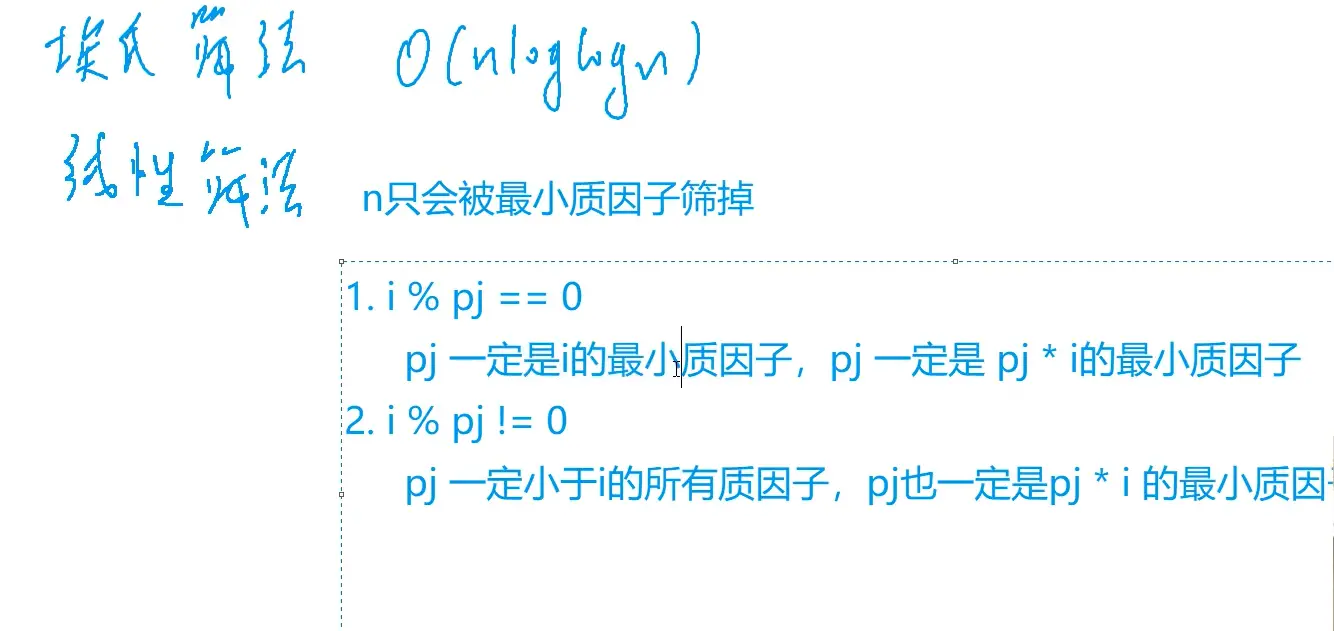 埃氏筛法 O(nloglogn)
线性筛法 n只会被最小质因子筛掉
1. i % pj == 0
pj 一定是i的最小质因子，pj 一定是 pj * i的最小质因子
2. i % pj != 0
pj 一定小于i的所有质因子，pj也一定是pj * i 的最小质因